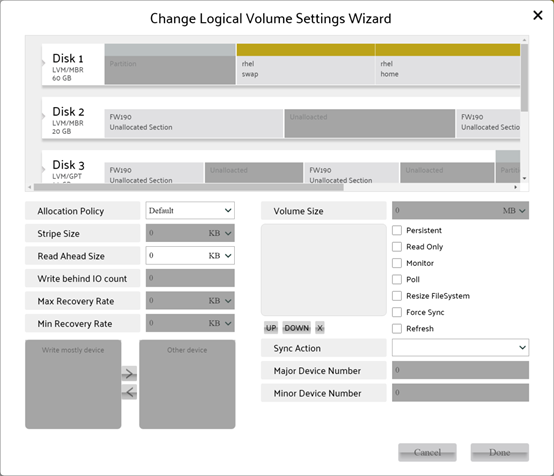 Change Logical Volume Settings Wizard
Disk 1
LVM/MBR
60 GB
Partition
rhel
swap
rhel
home
Disk 2
LVM/MBR
20 GB
FW190
Unallocated Section
Unallocated
FW190
Unallocated Sec
Disk 3
LVM/GPT
FW190
Unallocated Section
Unallocated
FW190
Unallocated Section
Unallocated
Partit
Allocation Policy
Default
Stripe Size
0 KB
Read Ahead Size
0 KB
Write behind IO count
0
Max Recovery Rate
0 KB
Min Recovery Rate
0 KB
Write mostly device
Other device
>
<
Volume Size
0 MB
Persistent
Read Only
Monitor
Poll
Resize FileSystem
Force Sync
Refresh
UP DOWN X
Sync Action
Major Device Number
0
Minor Device Number
0
Cancel
Done